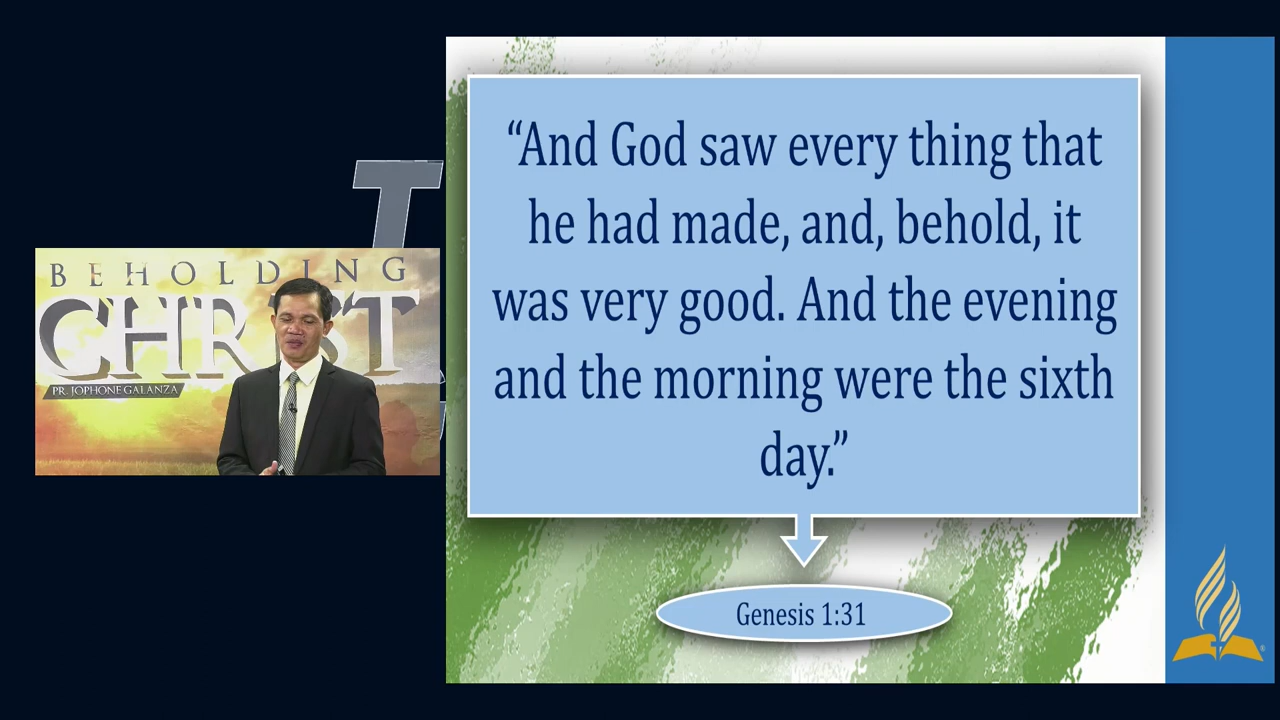 T
BEHOLDING
CHRIST
PR. JOPHONE GALANZA
“And God saw every thing that
he had made, and, behold, it
was very good. And the evening
and the morning were the sixth
day.”
Genesis 1:31
®